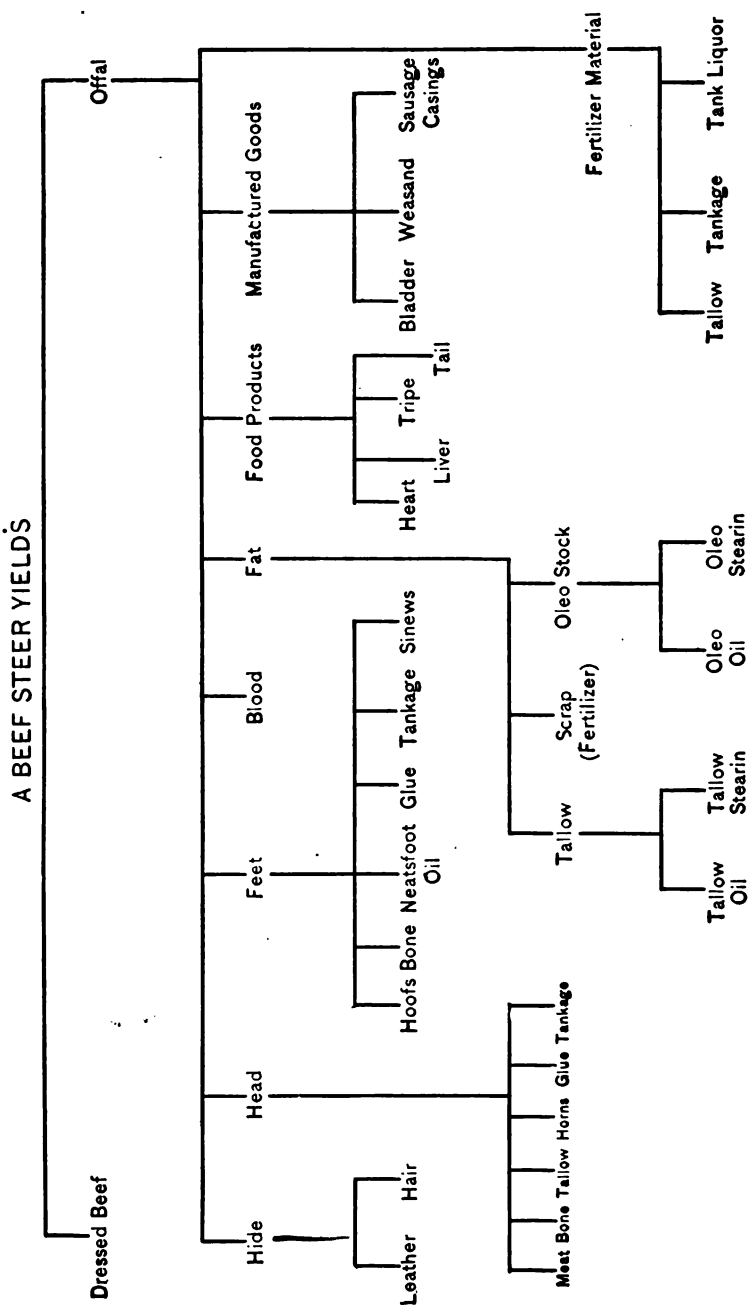 A BEEF STEER YIELDS
Dressed Beef
Offal
Hide
Head
Feet
Blood
Fat
Food Products
Manufactured Goods
Leather
Hair
Hoofs
Bone
Neatsfoot
Oil
Glue
Tankage
Sinews
Heart
Liver
Tripe
Tail
Bladder
Weasand
Sausage
Casings
Meat
Bone
Tallow
Horns
Glue
Tankage
Tallow
Scrap
(Fertilizer)
Oleo Stock
Fertilizer Material
Tallow
Oil
Tallow
Stearin
Oleo
Oil
Oleo
Stearin
Tallow
Tankage
Tank Liquor